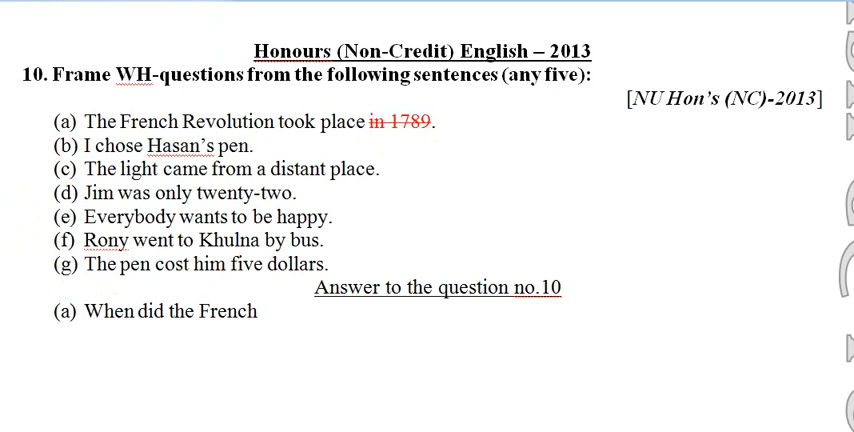 Honours (Non-Credit) English – 2013
10. Frame WH-questions from the following sentences (any five):
[NU Hon's (NC)-2013]
(a) The French Revolution took place in 1789.
(b) I chose Hasan's pen.
(c) The light came from a distant place.
(d) Jim was only twenty-two.
(e) Everybody wants to be happy.
(f) Rony went to Khulna by bus.
(g) The pen cost him five dollars.
Answer to the question no.10
(a) When did the French